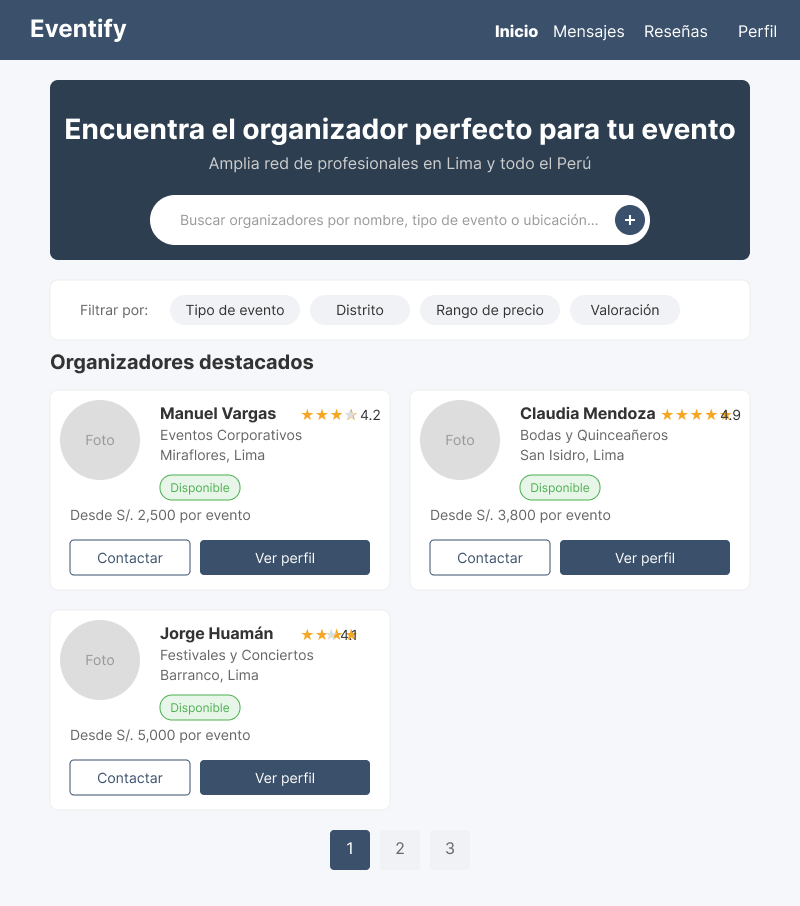 Eventify
Inicio Mensajes Reseñas Perfil
Encuentra el organizador perfecto para tu evento
Amplia red de profesionales en Lima y todo el Perú
Buscar organizadores por nombre, tipo de evento o ubicación...
+
Filtrar por: Tipo de evento Distrito Rango de precio Valoración
Organizadores destacados
Foto
Manuel Vargas ★★★★ 4.2
Eventos Corporativos
Miraflores, Lima
Disponible
Desde S/. 2,500 por evento
Contactar Ver perfil
Foto
Claudia Mendoza ★★★★★ 4.9
Bodas y Quinceañeros
San Isidro, Lima
Disponible
Desde S/. 3,800 por evento
Contactar Ver perfil
Foto
Jorge Huamán ★★★★★
Festivales y Conciertos
Barranco, Lima
Disponible
Desde S/. 5,000 por evento
Contactar Ver perfil
1 2 3